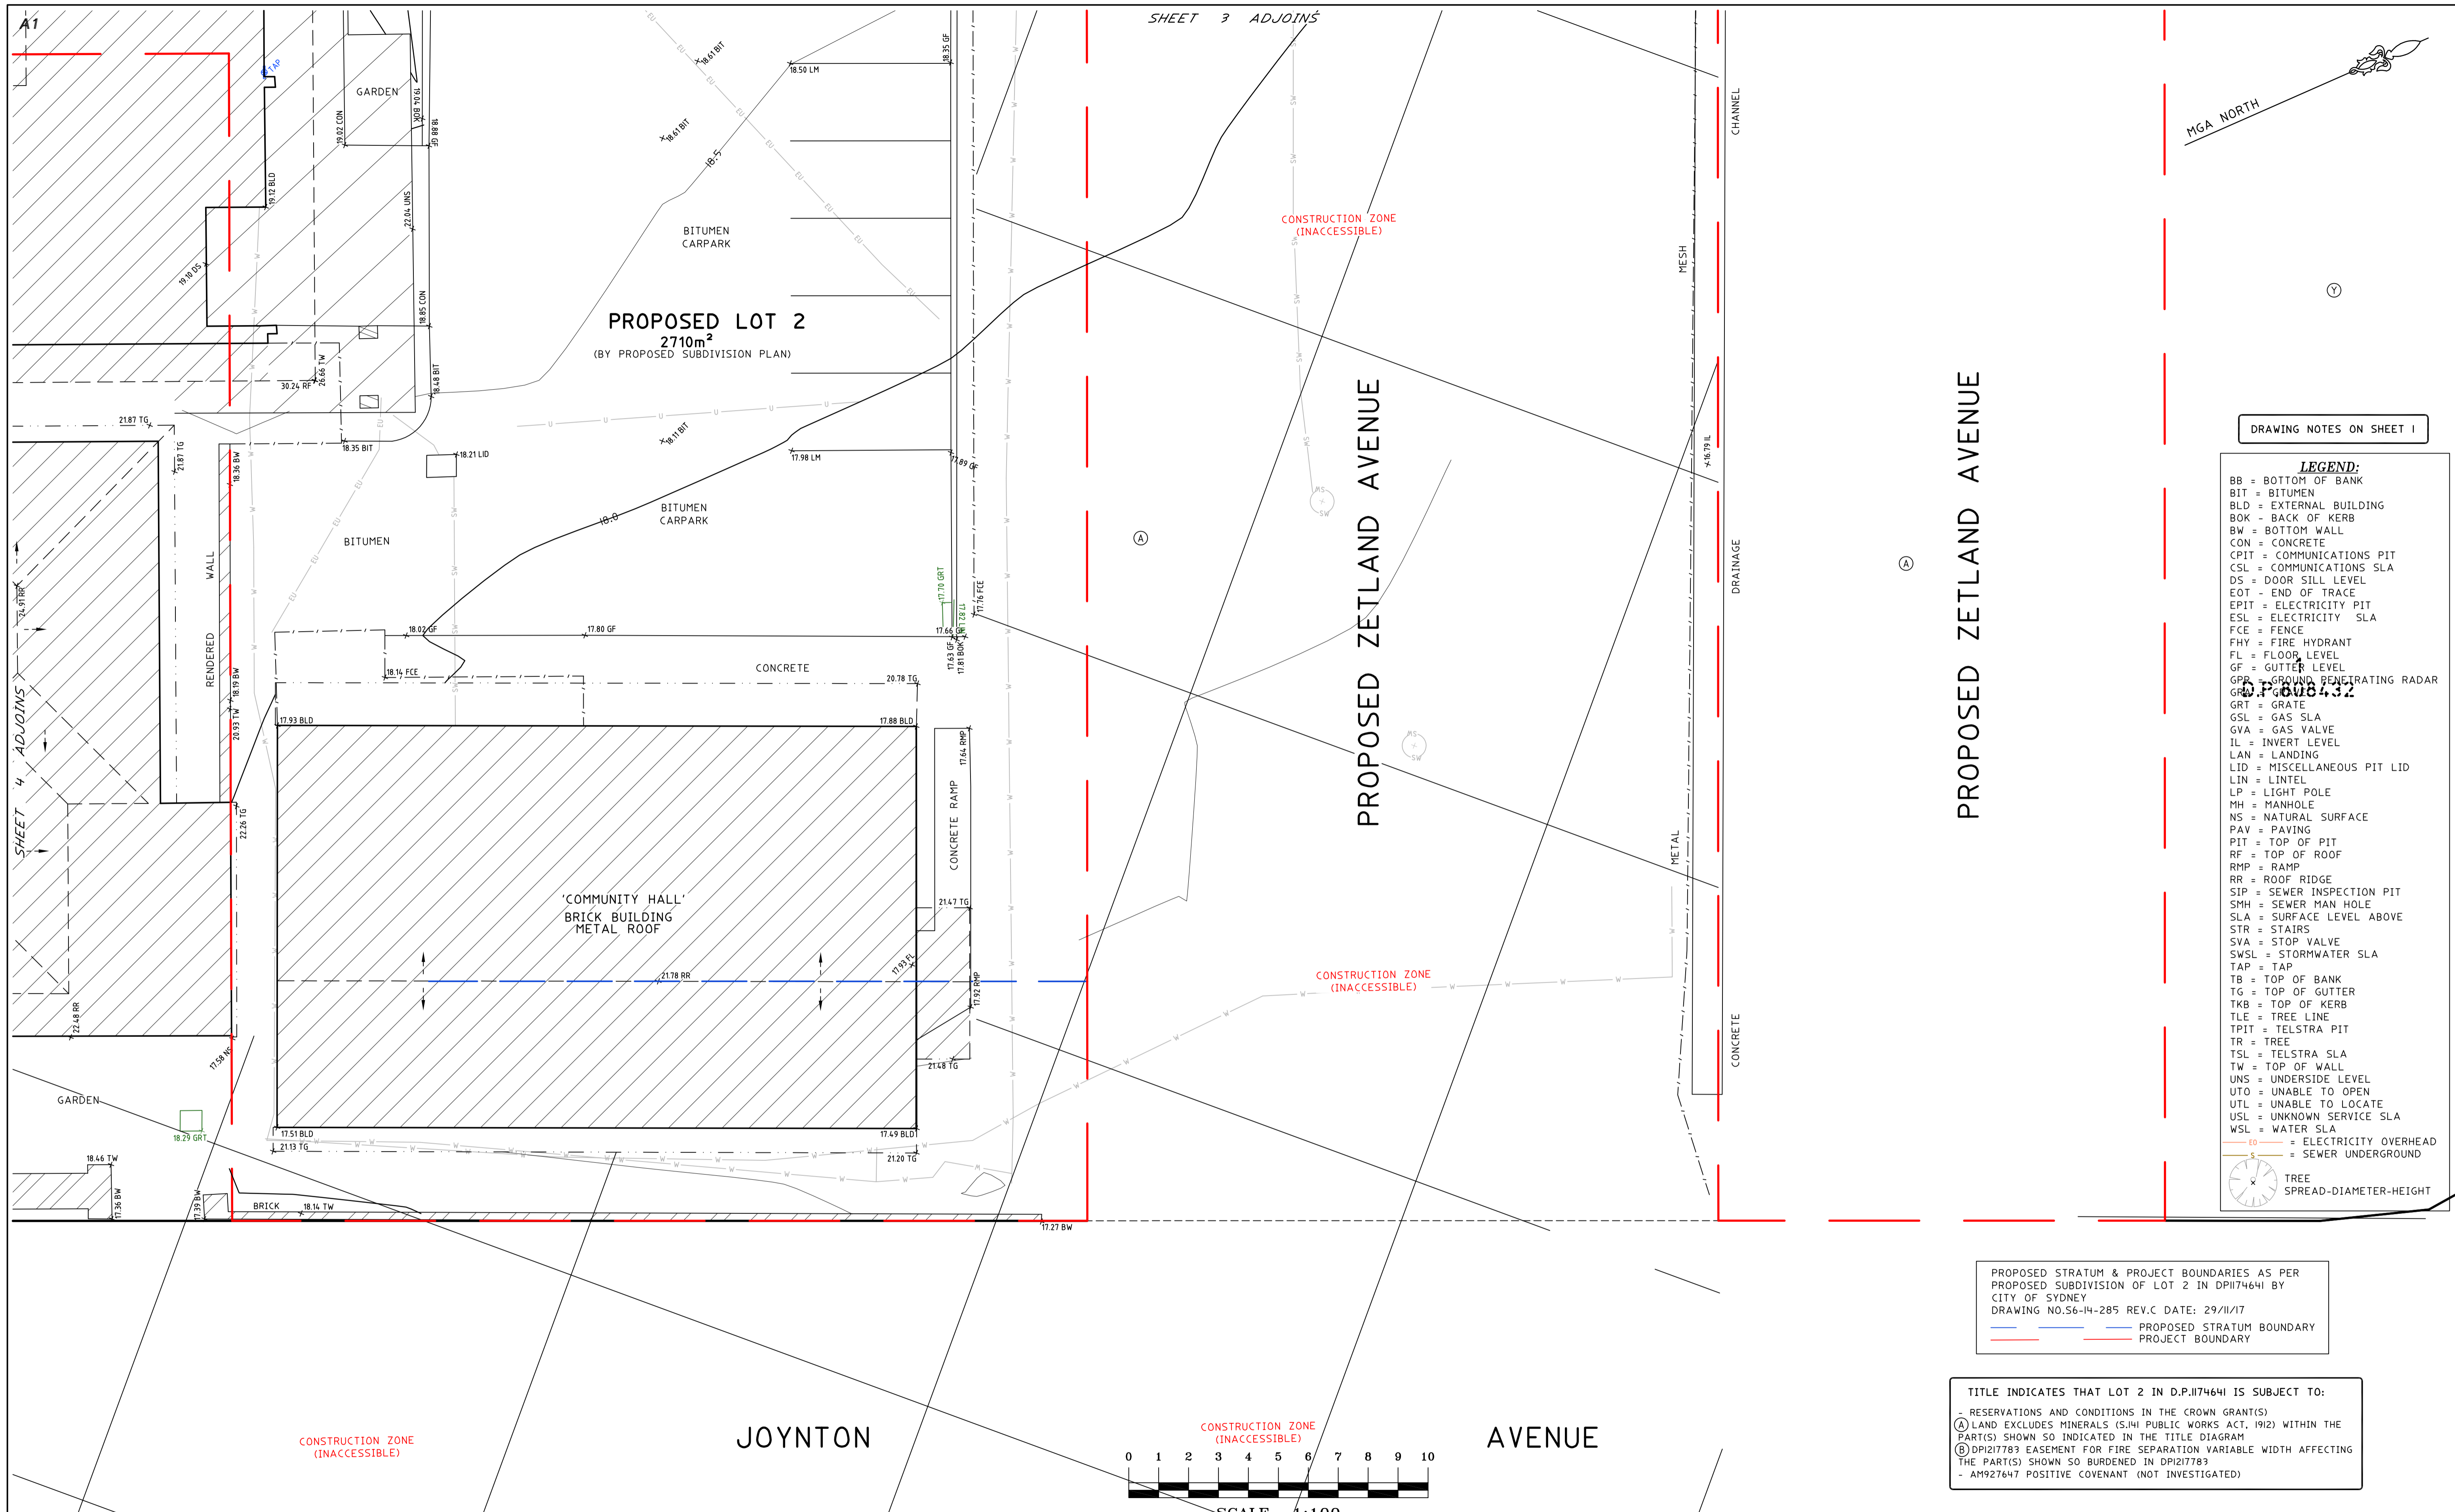 A1
SHEET 3 ADJOINS
MGA NORTH
TAP
GARDEN
19.02 CON
19.04 BOK
18.88 GF
18.61 BIT
18.50 LM
18.35 GF
18.61 BIT
18.5
19.12 BLD
22.04 UNS
19.10 DS
18.85 CON
BITUMEN
CARPARK
PROPOSED LOT 2
2710m²
(BY PROPOSED SUBDIVISION PLAN)
30.24 RF
26.66 TW
18.48 BIT
21.87 TG
21.87 TG
18.36 BW
18.35 BIT
18.21 LID
18.11 BIT
17.98 LM
17.89 GF
BITUMEN
CARPARK
18.0
BITUMEN
RENDERED WALL
24.91 RR
SHEET 4 ADJOINS
18.19 BW
20.93 TW
18.02 GF
17.80 GF
17.66 GF
17.70 GRT
17.76 FCE
17.63 GF
17.81 BOK
18.14 FCE
CONCRETE
20.78 TG
17.93 BLD
17.88 BLD
17.64 RMP
CONCRETE RAMP
22.26 TG
'COMMUNITY HALL'
BRICK BUILDING
METAL ROOF
21.47 TG
17.93 FL
21.78 RR
17.92 RMP
22.48 RR
17.58 NS
21.48 TG
GARDEN
18.29 GRT
17.51 BLD
17.49 BLD
21.13 TG
21.20 TG
18.46 TW
17.36 BW
17.39 BW
BRICK
18.14 TW
17.27 BW
CONSTRUCTION ZONE
(INACCESSIBLE)
CONSTRUCTION ZONE
(INACCESSIBLE)
PROPOSED ZETLAND AVENUE
PROPOSED ZETLAND AVENUE
A
A
Y
MESH
METAL
CHANNEL
DRAINAGE
CONCRETE
16.79 IL
MS
SW
MS
SW
1
D.P.808432
DRAWING NOTES ON SHEET 1
LEGEND:
BB = BOTTOM OF BANK
BIT = BITUMEN
BLD = EXTERNAL BUILDING
BOK - BACK OF KERB
BW = BOTTOM WALL
CON = CONCRETE
CPIT = COMMUNICATIONS PIT
CSL = COMMUNICATIONS SLA
DS = DOOR SILL LEVEL
EOT - END OF TRACE
EPIT = ELECTRICITY PIT
ESL = ELECTRICITY SLA
FCE = FENCE
FHY = FIRE HYDRANT
FL = FLOOR LEVEL
GF = GUTTER LEVEL
GPR = GROUND PENETRATING RADAR
GRT = GRATE
GSL = GAS SLA
GVA = GAS VALVE
IL = INVERT LEVEL
LAN = LANDING
LID = MISCELLANEOUS PIT LID
LIN = LINTEL
LP = LIGHT POLE
MH = MANHOLE
NS = NATURAL SURFACE
PAV = PAVING
PIT = TOP OF PIT
RF = TOP OF ROOF
RMP = RAMP
RR = ROOF RIDGE
SIP = SEWER INSPECTION PIT
SMH = SEWER MAN HOLE
SLA = SURFACE LEVEL ABOVE
STR = STAIRS
SVA = STOP VALVE
SWSL = STORMWATER SLA
TAP = TAP
TB = TOP OF BANK
TG = TOP OF GUTTER
TKB = TOP OF KERB
TLE = TREE LINE
TPIT = TELSTRA PIT
TR = TREE
TSL = TELSTRA SLA
TW = TOP OF WALL
UNS = UNDERSIDE LEVEL
UTO = UNABLE TO OPEN
UTL = UNABLE TO LOCATE
USL = UNKNOWN SERVICE SLA
WSL = WATER SLA
EO = ELECTRICITY OVERHEAD
S = SEWER UNDERGROUND
TREE
SPREAD-DIAMETER-HEIGHT
PROPOSED STRATUM & PROJECT BOUNDARIES AS PER
PROPOSED SUBDIVISION OF LOT 2 IN DP1174641 BY
CITY OF SYDNEY
DRAWING NO.S6-14-285 REV.C DATE: 29/11/17
PROPOSED STRATUM BOUNDARY
PROJECT BOUNDARY
TITLE INDICATES THAT LOT 2 IN D.P.1174641 IS SUBJECT TO:
- RESERVATIONS AND CONDITIONS IN THE CROWN GRANT(S)
A LAND EXCLUDES MINERALS (S.141 PUBLIC WORKS ACT, 1912) WITHIN THE
PART(S) SHOWN SO INDICATED IN THE TITLE DIAGRAM
B DP1217783 EASEMENT FOR FIRE SEPARATION VARIABLE WIDTH AFFECTING
THE PART(S) SHOWN SO BURDENED IN DP1217783
- AM927647 POSITIVE COVENANT (NOT INVESTIGATED)
CONSTRUCTION ZONE
(INACCESSIBLE)
JOYNTON AVENUE
CONSTRUCTION ZONE
(INACCESSIBLE)
0 1 2 3 4 5 6 7 8 9 10
SCALE 1:100